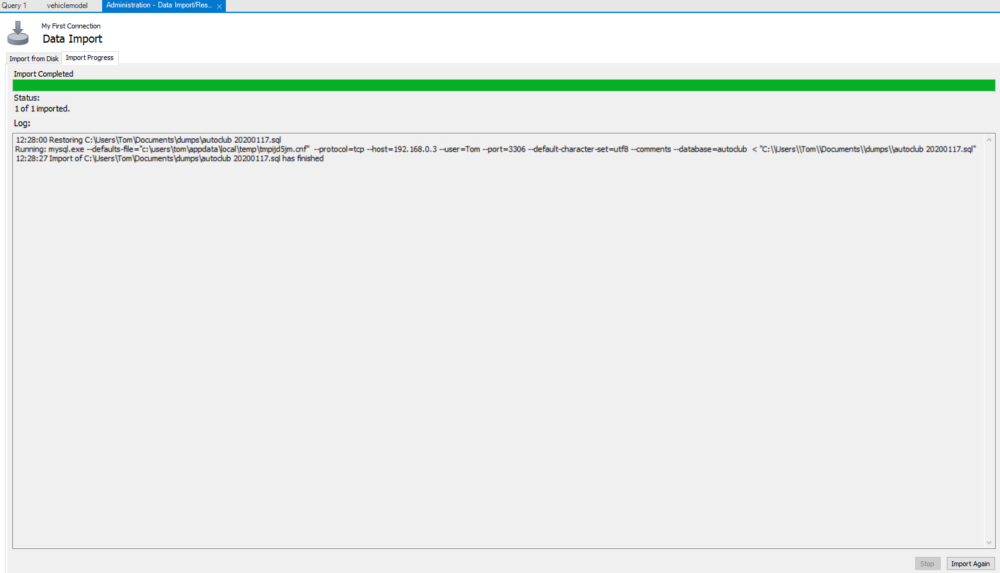 Query 1 vehiclemodel Administration - Data Import/Res...
My First Connection
Data Import
Import from Disk Import Progress
Import Completed
Status:
1 of 1 imported.
Log:
12:28:00 Restoring C:\Users\Tom\Documents\dumps\autoclub 20200117.sql
Running: mysql.exe --defaults-file="c:\users\tom\appdata\local\temp\tmpijd5jm.cnf" --protocol=tcp --host=192.168.0.3 --user=Tom --port=3306 --default-character-set=utf8 --comments --database=autoclub < "C:\\Users\\Tom\\Documents\\dumps\\autoclub 20200117.sql"
12:28:27 Import of C:\Users\Tom\Documents\dumps\autoclub 20200117.sql has finished
Stop Import Again